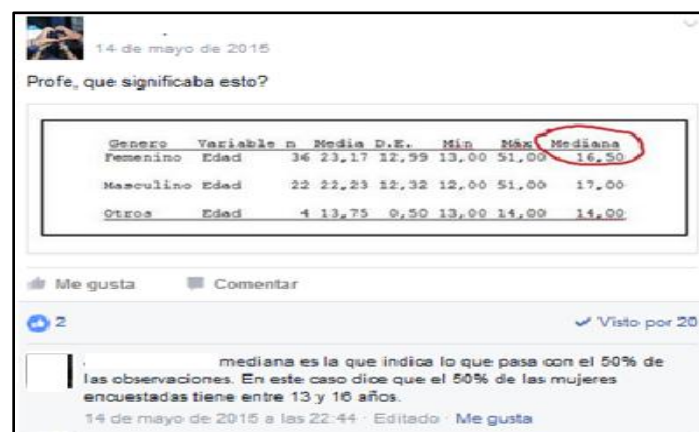 14 de mayo de 2015
Profe, que significaba esto?
Genero Variable n Media D.E. Mín Máx Mediana
Femenino Edad 36 23,17 12,99 13,00 51,00 16,50
Masculino Edad 22 22,23 12,32 12,00 51,00 17,00
Otros Edad 4 13,75 0,50 13,00 14,00 14,00
Me gusta Comentar
2 Visto por 20
mediana es la que indica lo que pasa con el 50% de
las observaciones. En este caso dice que el 50% de las mujeres
encuestadas tiene entre 13 y 16 años.
14 de mayo de 2015 a las 22:44 · Editado · Me gusta